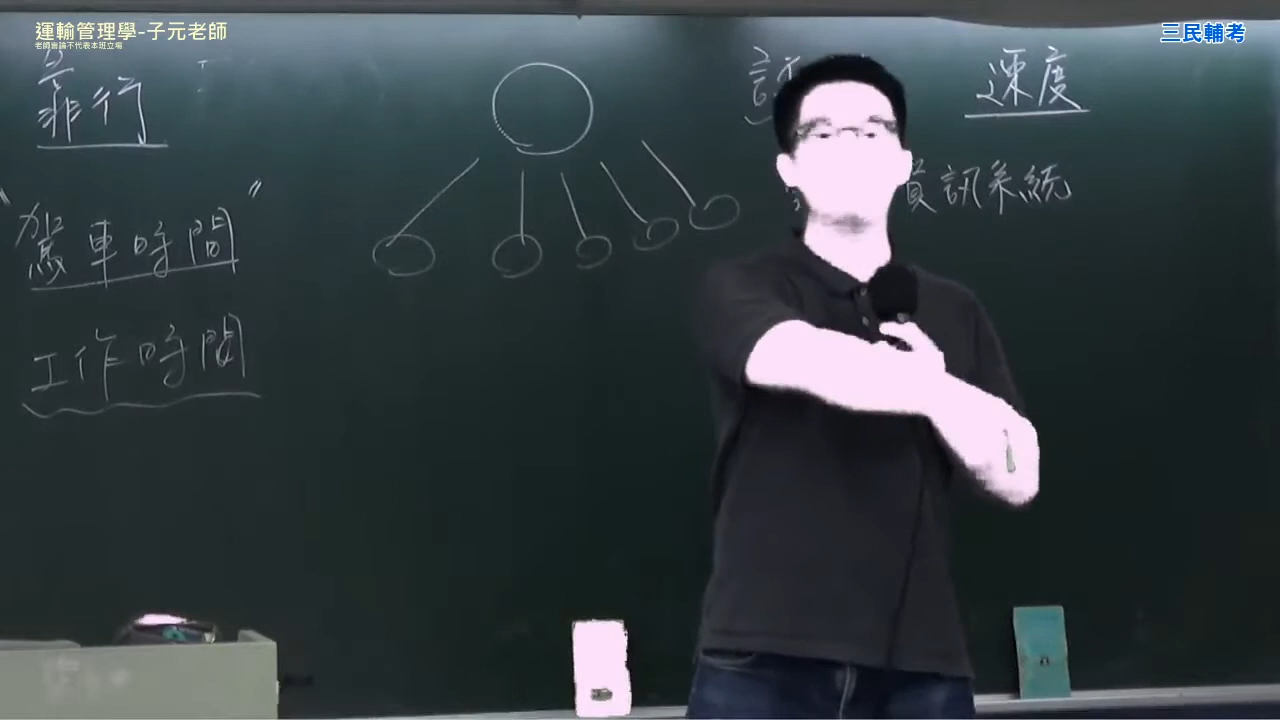 運輸管理學-子元老師
老師言論不代表本班立場
三民輔考
靠行
"駕車時間"
工作時間
速度
資訊系統